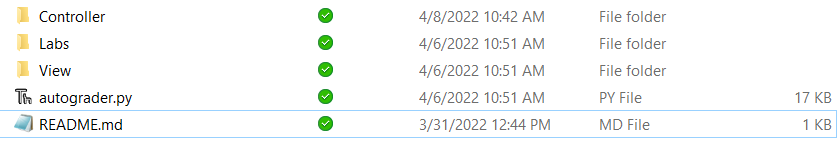 Controller 4/8/2022 10:42 AM File folder
Labs 4/6/2022 10:51 AM File folder
View 4/6/2022 10:51 AM File folder
Th autograder.py 4/6/2022 10:51 AM PY File 17 KB
README.md 3/31/2022 12:44 PM MD File 1 KB